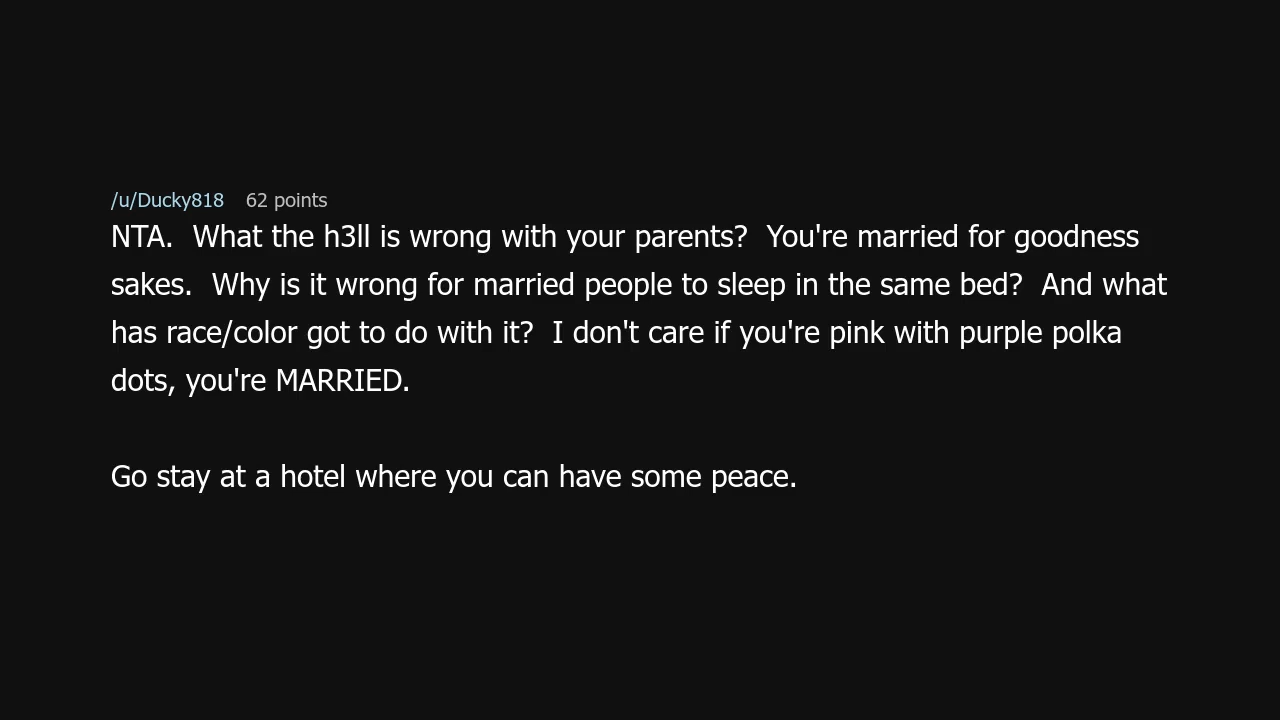 /u/Ducky818 62 points
NTA.  What the h3ll is wrong with your parents?  You're married for goodness
sakes.  Why is it wrong for married people to sleep in the same bed?  And what
has race/color got to do with it?  I don't care if you're pink with purple polka
dots, you're MARRIED.
Go stay at a hotel where you can have some peace.